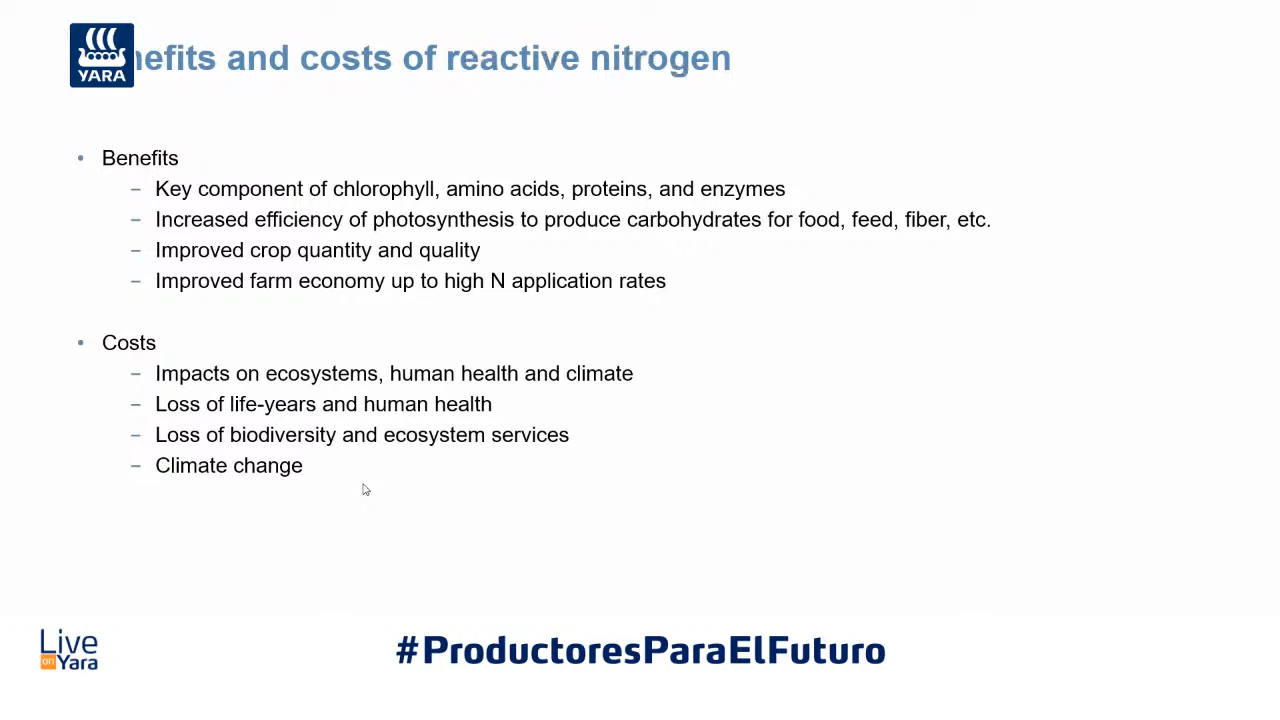 YARA
efits and costs of reactive nitrogen
• Benefits
– Key component of chlorophyll, amino acids, proteins, and enzymes
– Increased efficiency of photosynthesis to produce carbohydrates for food, feed, fiber, etc.
– Improved crop quantity and quality
– Improved farm economy up to high N application rates
• Costs
– Impacts on ecosystems, human health and climate
– Loss of life-years and human health
– Loss of biodiversity and ecosystem services
– Climate change
Live
on Yara
#ProductoresParaElFuturo